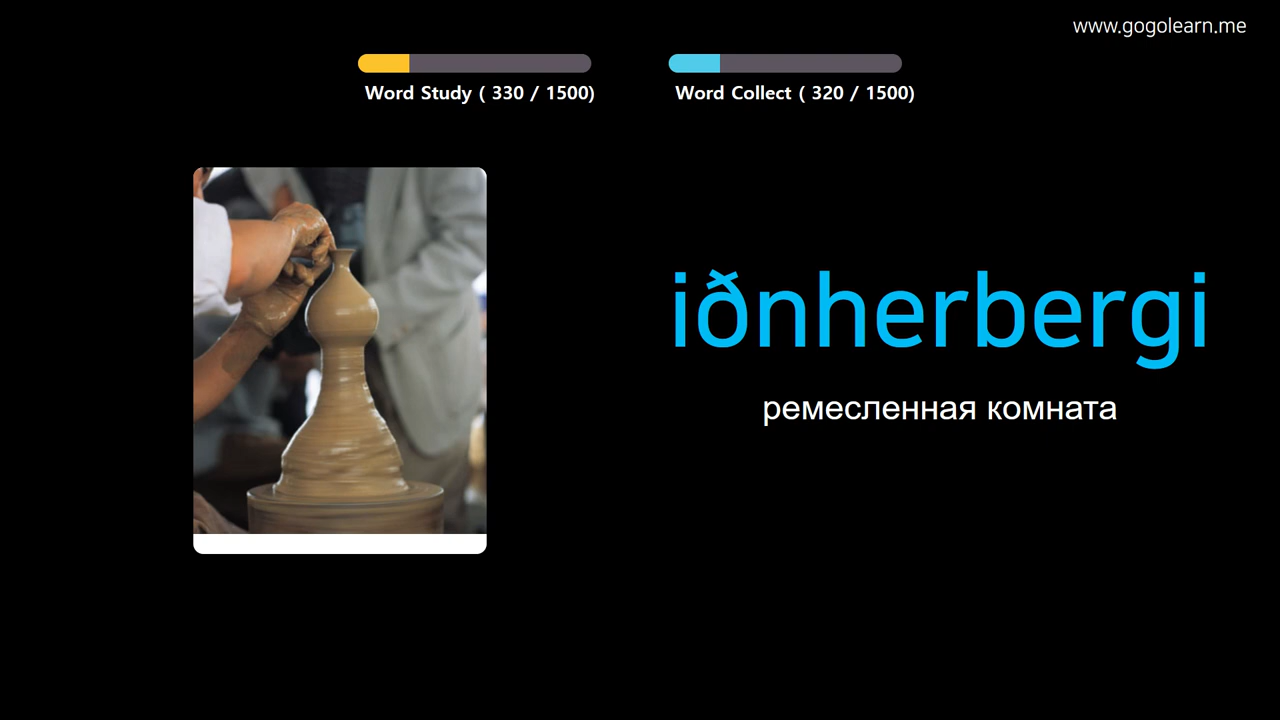 www.gogolearn.me
Word Study ( 330 / 1500)
Word Collect ( 320 / 1500)
iðnherbergi
ремесленная комната